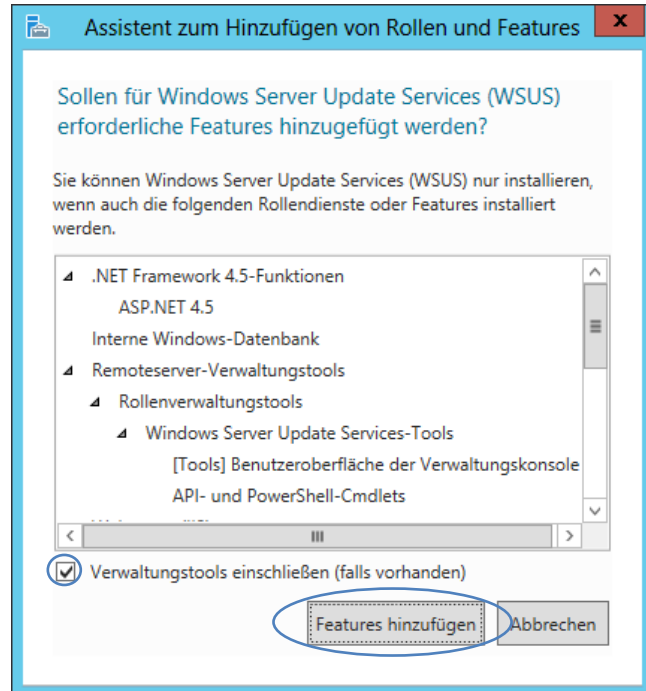 Assistent zum Hinzufügen von Rollen und Features
x
Sollen für Windows Server Update Services (WSUS)
erforderliche Features hinzugefügt werden?
Sie können Windows Server Update Services (WSUS) nur installieren,
wenn auch die folgenden Rollendienste oder Features installiert
werden.
.NET Framework 4.5-Funktionen
ASP.NET 4.5
Interne Windows-Datenbank
Remoteserver-Verwaltungstools
Rollenverwaltungstools
Windows Server Update Services-Tools
[Tools] Benutzeroberfläche der Verwaltungskonsole
API- und PowerShell-Cmdlets
Verwaltungstools einschließen (falls vorhanden)
Features hinzufügen
Abbrechen